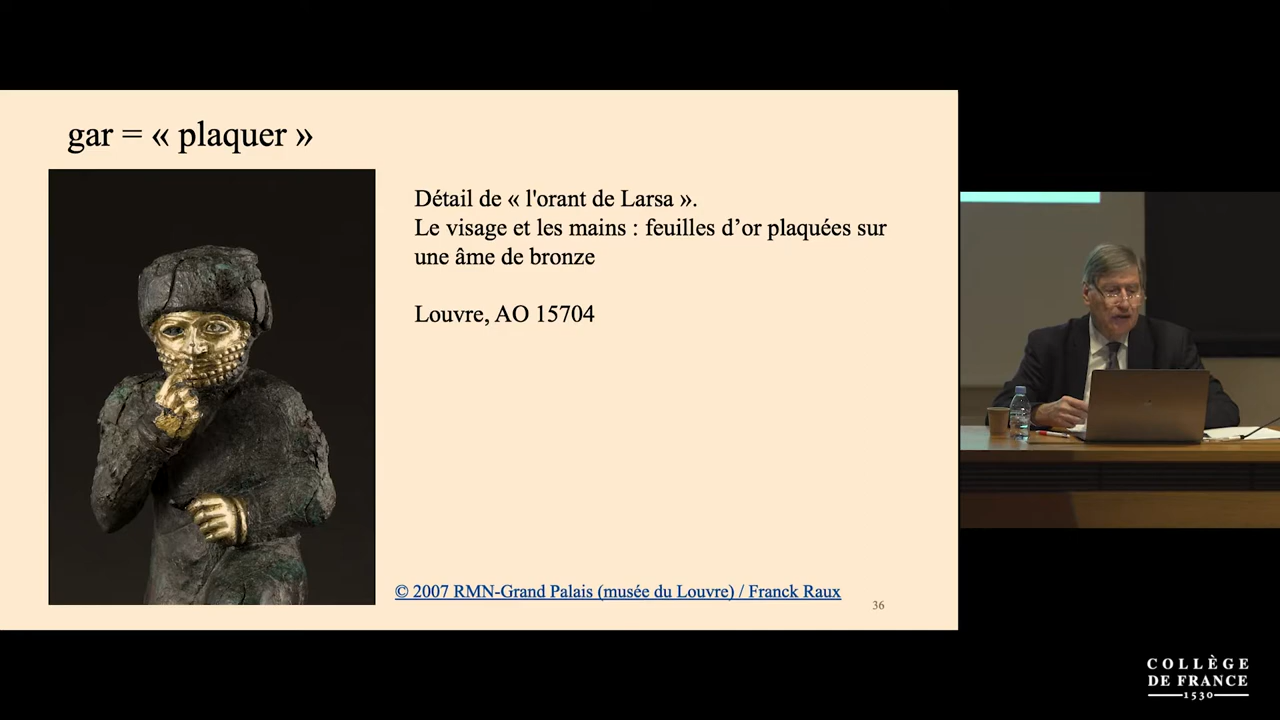 gar = « plaquer »
Détail de « l'orant de Larsa ».
Le visage et les mains : feuilles d’or plaquées sur
une âme de bronze
Louvre, AO 15704
© 2007 RMN-Grand Palais (musée du Louvre) / Franck Raux
36
COLLÈGE
DE FRANCE
1530